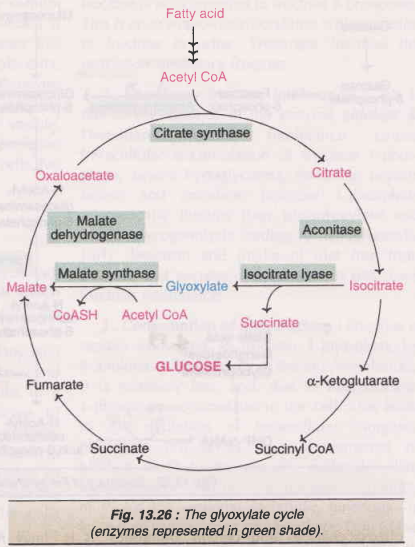 Fatty acid
Acetyl CoA
Citrate synthase
Oxaloacetate
Citrate
Malate
dehydrogenase
Aconitase
Malate synthase
Isocitrate lyase
Malate
Glyoxylate
Isocitrate
CoASH
Acetyl CoA
Succinate
GLUCOSE
Fumarate
α-Ketoglutarate
Succinate
Succinyl CoA
Fig. 13.26 : The glyoxylate cycle
(enzymes represented in green shade).